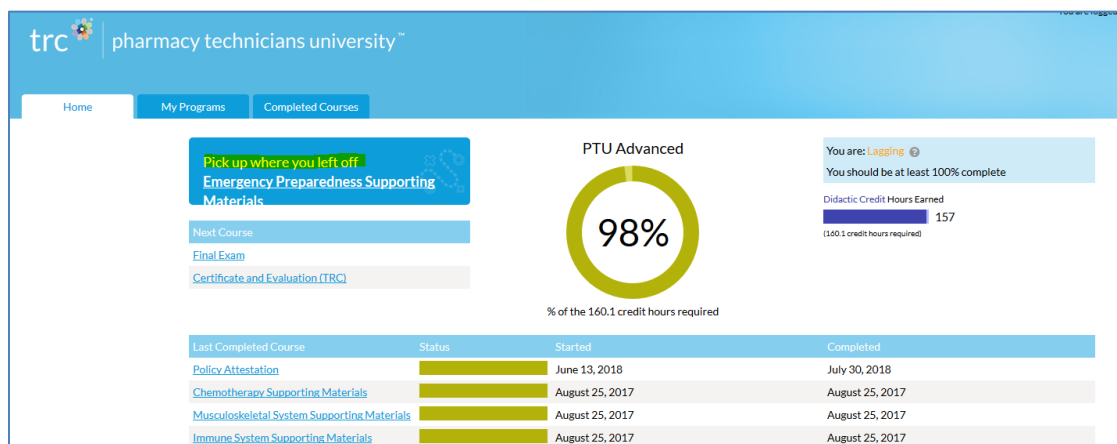 You are logged
trc pharmacy technicians university™
Home My Programs Completed Courses
Pick up where you left off
Emergency Preparedness Supporting
Materials
Next Course
Final Exam
Certificate and Evaluation (TRC)
PTU Advanced
98%
% of the 160.1 credit hours required
You are: Lagging ?
You should be at least 100% complete
Didactic Credit Hours Earned
157
(160.1 credit hours required)
Last Completed Course Status Started Completed
Policy Attestation June 13, 2018 July 30, 2018
Chemotherapy Supporting Materials August 25, 2017 August 25, 2017
Musculoskeletal System Supporting Materials August 25, 2017 August 25, 2017
Immune System Supporting Materials August 25, 2017 August 25, 2017